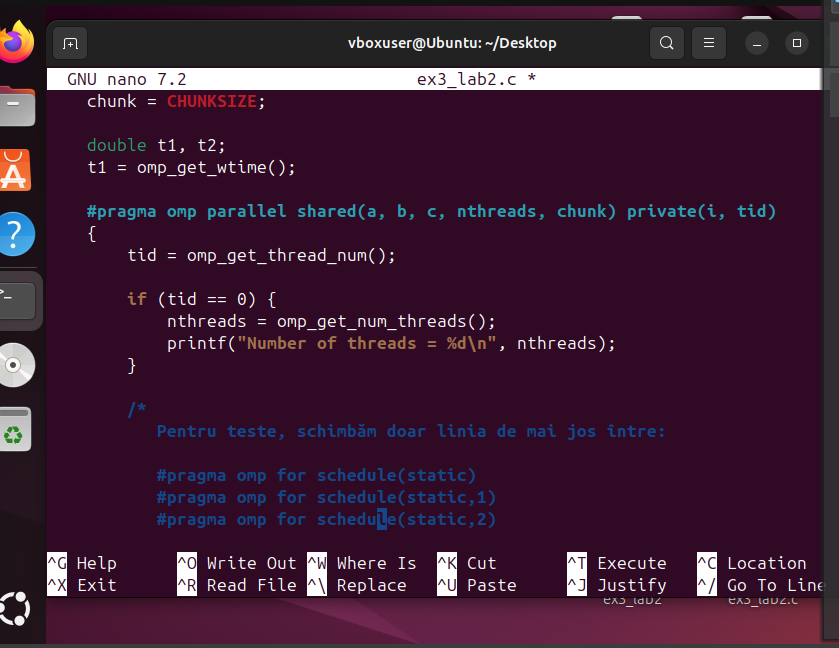 vboxuser@Ubuntu: ~/Desktop
GNU nano 7.2 ex3_lab2.c *
chunk = CHUNKSIZE;
double t1, t2;
t1 = omp_get_wtime();
#pragma omp parallel shared(a, b, c, nthreads, chunk) private(i, tid)
{
tid = omp_get_thread_num();
if (tid == 0) {
nthreads = omp_get_num_threads();
printf("Number of threads = %d\n", nthreads);
}
/*
Pentru teste, schimbăm doar linia de mai jos între:
#pragma omp for schedule(static)
#pragma omp for schedule(static,1)
#pragma omp for schedule(static,2)
^G Help ^O Write Out ^W Where Is ^K Cut ^T Execute ^C Location
^X Exit ^R Read File ^\ Replace ^U Paste ^J Justify ^/ Go To Line
ex3_lab2 ex3_lab2.c